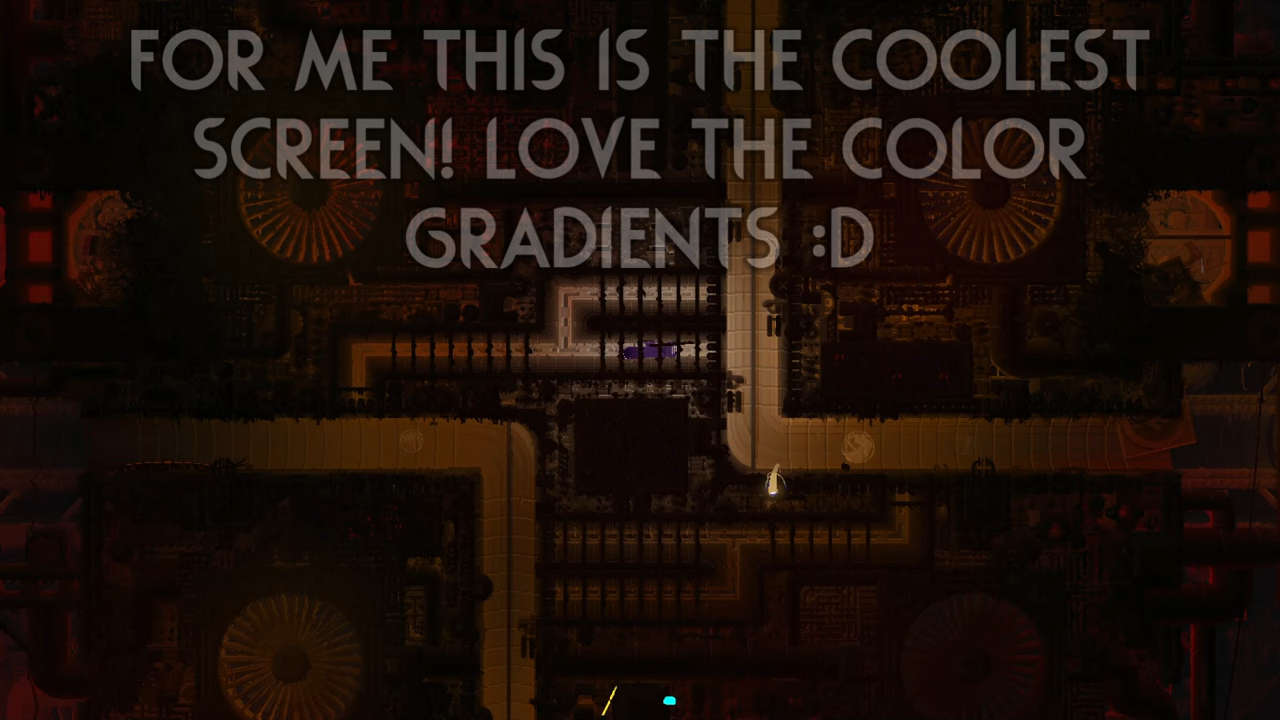 FOR ME THIS IS THE COOLEST
SCREEN! LOVE THE COLOR
GRADIENTS :D